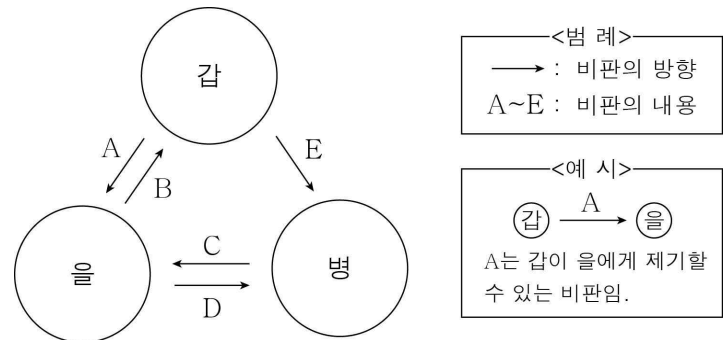 갑
을
병
A
B
C
D
E
<범 례>
⟶ : 비판의 방향
A~E : 비판의 내용
<예 시>
갑 A 을
A는 갑이 을에게 제기할
수 있는 비판임.